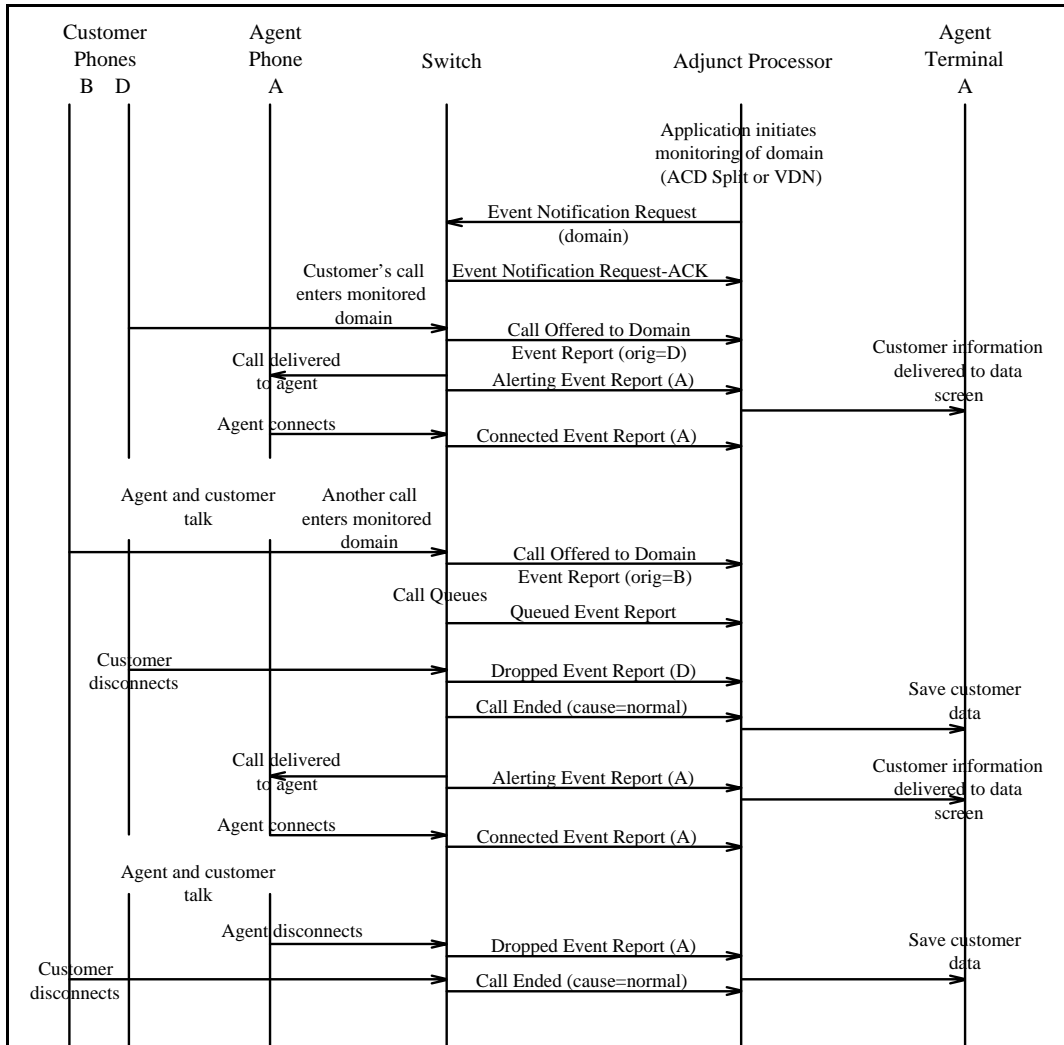 Customer
Phones
B D
Agent
Phone
A
Switch
Adjunct Processor
Agent
Terminal
A
Application initiates
monitoring of domain
(ACD Split or VDN)
Event Notification Request
(domain)
Customer's call
enters monitored
domain
Event Notification Request-ACK
Call Offered to Domain
Event Report (orig=D)
Call delivered
to agent
Alerting Event Report (A)
Customer information
delivered to data
screen
Agent connects
Connected Event Report (A)
Agent and customer
talk
Another call
enters monitored
domain
Call Offered to Domain
Event Report (orig=B)
Call Queues
Queued Event Report
Customer
disconnects
Dropped Event Report (D)
Call Ended (cause=normal)
Save customer
data
Call delivered
to agent
Alerting Event Report (A)
Customer information
delivered to data
screen
Agent connects
Connected Event Report (A)
Agent and customer
talk
Agent disconnects
Dropped Event Report (A)
Save customer
data
Customer
disconnects
Call Ended (cause=normal)